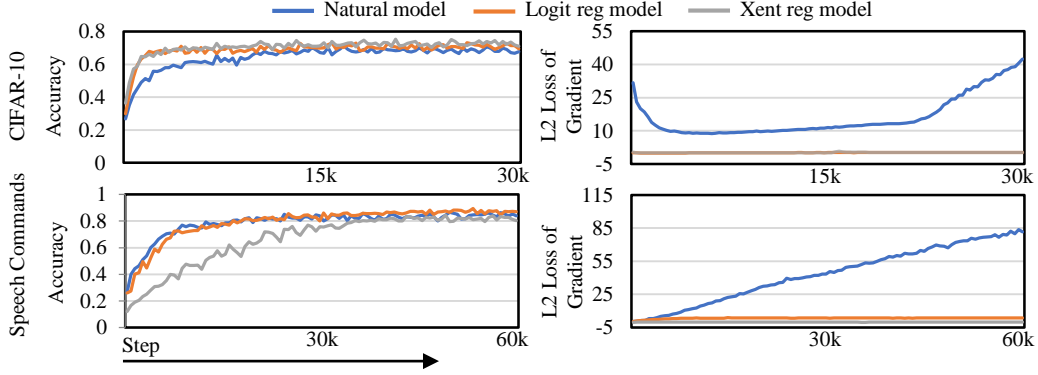 Natural model Logit reg model Xent reg model
CIFAR-10
Accuracy
0.8
0.6
0.4
0.2
0
15k 30k
L2 Loss of
Gradient
55
40
25
10
-5
15k 30k
Speech Commands
Accuracy
1
0.8
0.6
0.4
0.2
0
30k 60k
Step
L2 Loss of
Gradient
115
85
55
25
-5
30k 60k